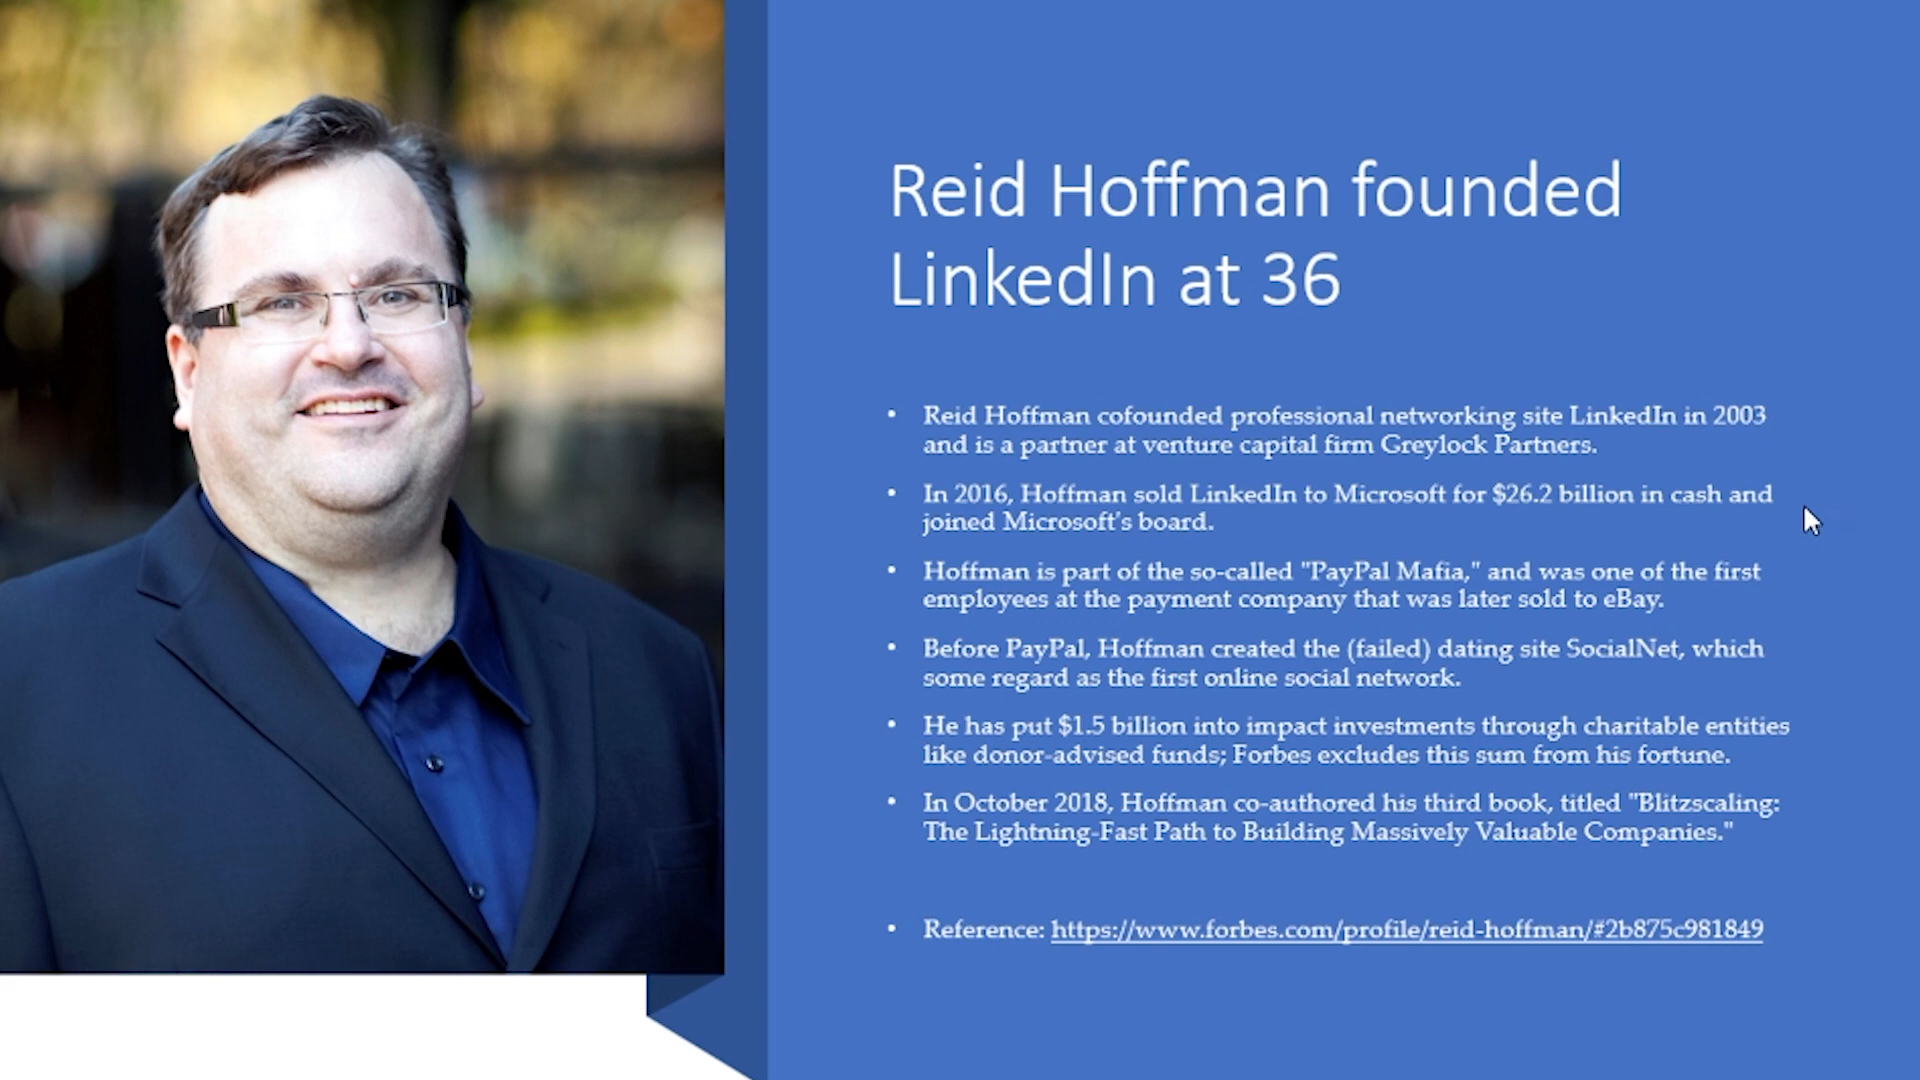 Reid Hoffman founded
LinkedIn at 36
• Reid Hoffman cofounded professional networking site LinkedIn in 2003
and is a partner at venture capital firm Greylock Partners.
• In 2016, Hoffman sold LinkedIn to Microsoft for $26.2 billion in cash and
joined Microsoft's board.
• Hoffman is part of the so-called "PayPal Mafia," and was one of the first
employees at the payment company that was later sold to eBay.
• Before PayPal, Hoffman created the (failed) dating site SocialNet, which
some regard as the first online social network.
• He has put $1.5 billion into impact investments through charitable entities
like donor-advised funds; Forbes excludes this sum from his fortune.
• In October 2018, Hoffman co-authored his third book, titled "Blitzscaling:
The Lightning-Fast Path to Building Massively Valuable Companies."
• Reference: https://www.forbes.com/profile/reid-hoffman/#2b875c981849